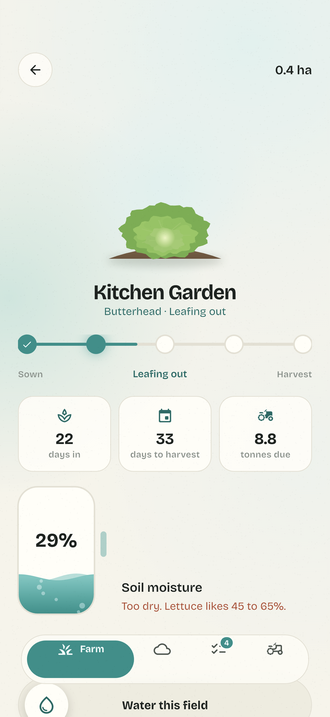 0.4 ha
Kitchen Garden
Butterhead · Leafing out
Sown Leafing out Harvest
22 33 8.8
days in days to harvest tonnes due
29%
Soil moisture
Too dry. Lettuce likes 45 to 65%.
Farm 4
Water this field